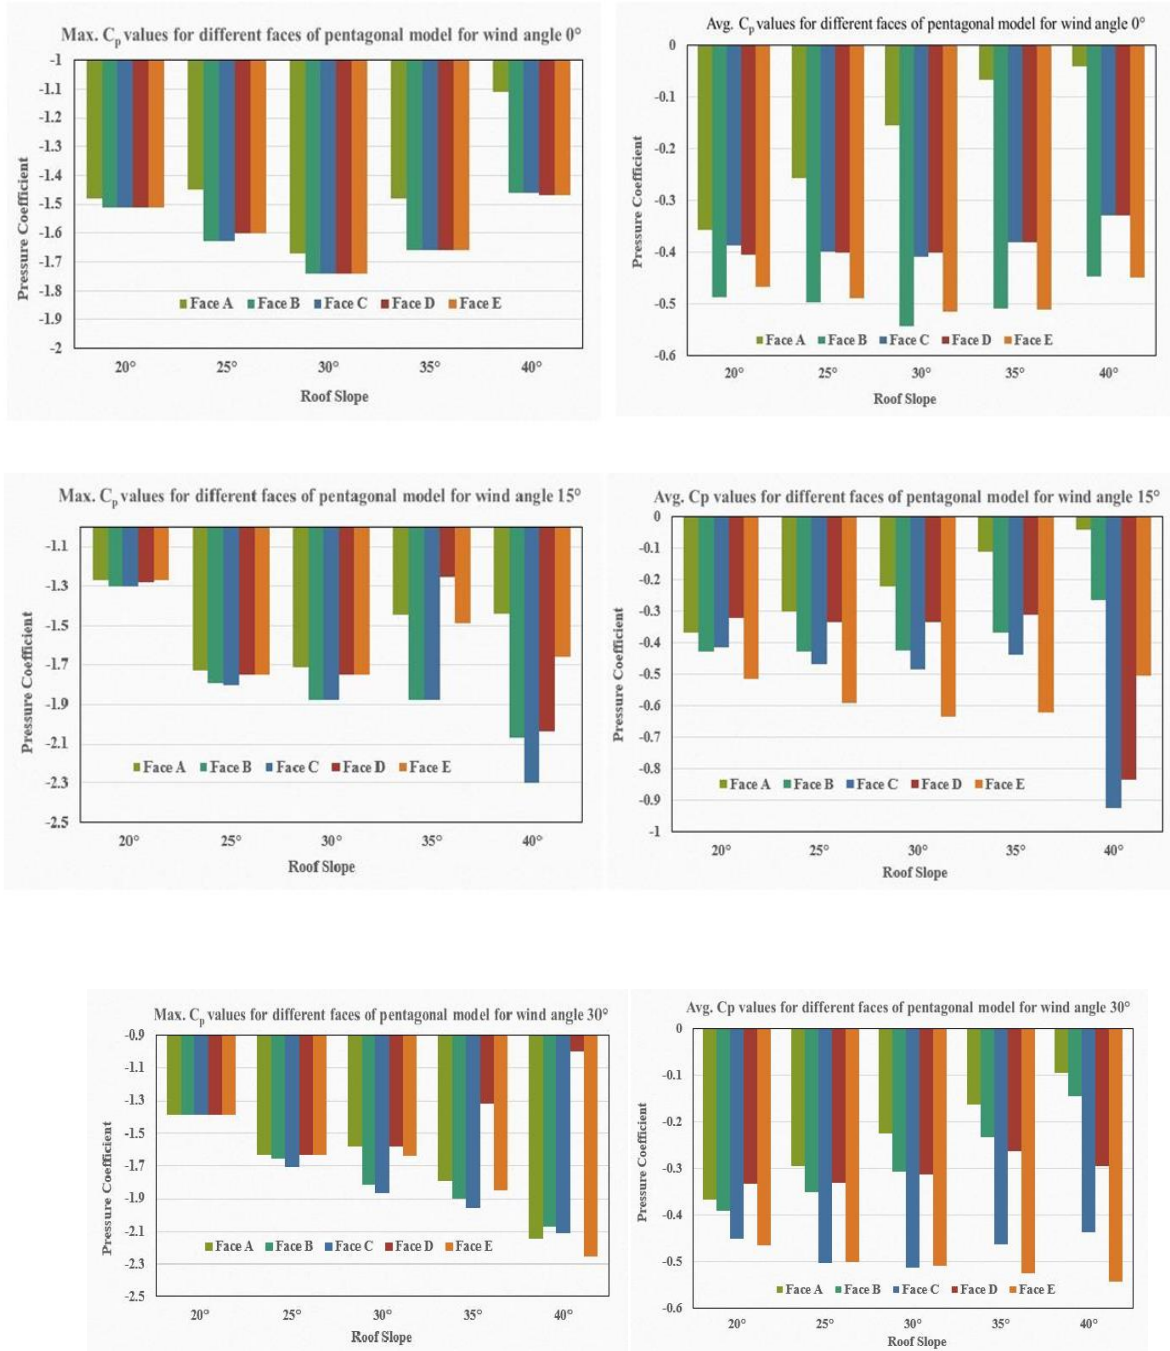 Max. Cp values for different faces of pentagonal model for wind angle 0°
-1
-1.1
-1.2
-1.3
-1.4
-1.5
-1.6
-1.7
-1.8
-1.9
-2
Pressure Coefficient
Face A Face B Face C Face D Face E
20° 25° 30° 35° 40°
Roof Slope
Avg. Cp values for different faces of pentagonal model for wind angle 0°
0
-0.1
-0.2
-0.3
-0.4
-0.5
-0.6
Pressure Coefficient
Face A Face B Face C Face D Face E
20° 25° 30° 35° 40°
Roof Slope
Max. Cp values for different faces of pentagonal model for wind angle 15°
-1.1
-1.3
-1.5
-1.7
-1.9
-2.1
-2.3
-2.5
Pressure Coefficient
Face A Face B Face C Face D Face E
20° 25° 30° 35° 40°
Roof Slope
Avg. Cp values for different faces of pentagonal model for wind angle 15°
0
-0.1
-0.2
-0.3
-0.4
-0.5
-0.6
-0.7
-0.8
-0.9
-1
Pressure Coefficient
Face A Face B Face C Face D Face E
20° 25° 30° 35° 40°
Roof Slope
Max. Cp values for different faces of pentagonal model for wind angle 30°
-0.9
-1.1
-1.3
-1.5
-1.7
-1.9
-2.1
-2.3
-2.5
Pressure Coefficient
Face A Face B Face C Face D Face E
20° 25° 30° 35° 40°
Roof Slope
Avg. Cp values for different faces of pentagonal model for wind angle 30°
0
-0.1
-0.2
-0.3
-0.4
-0.5
-0.6
Pressure Coefficient
Face A Face B Face C Face D Face E
20° 25° 30° 35° 40°
Roof Slope